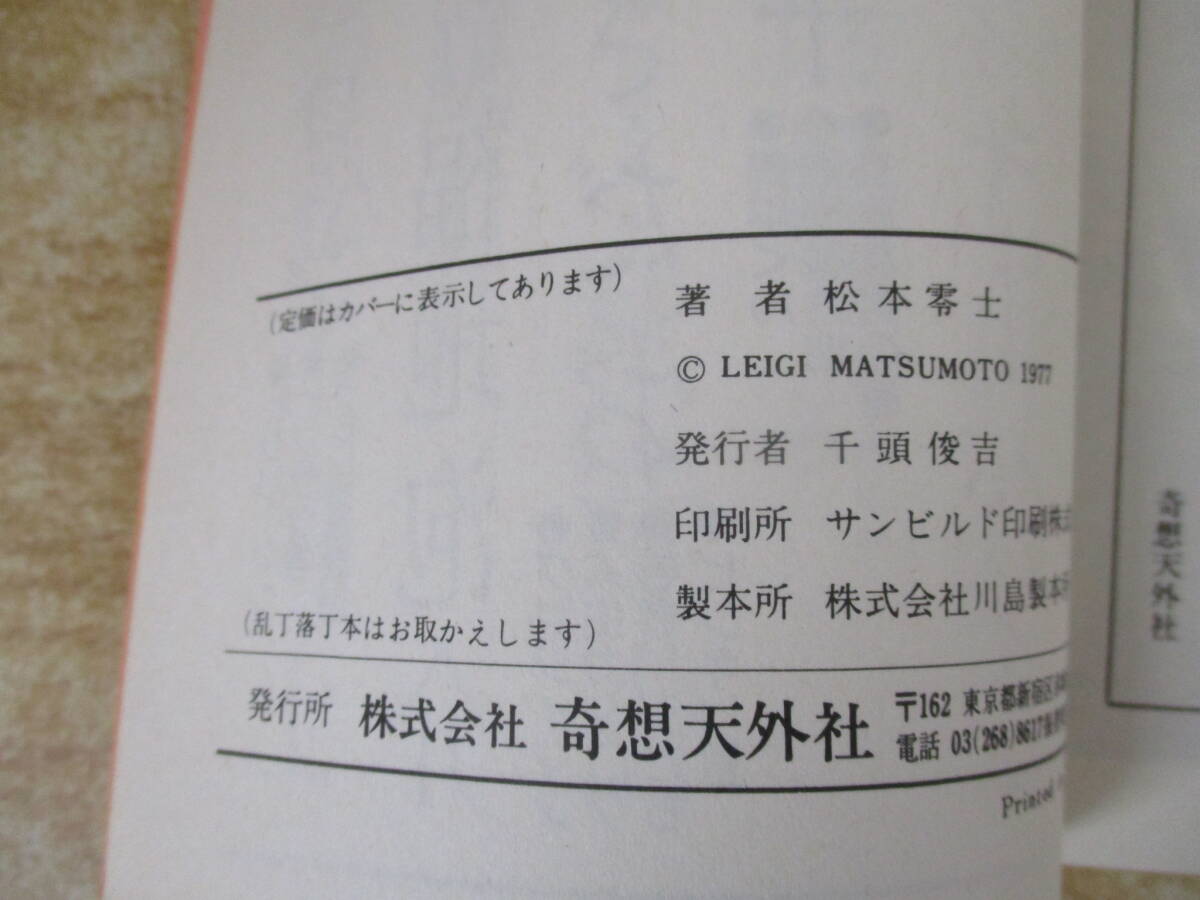 (定価はカバーに表示してあります)
著 者 松本零士
© LEIGI MATSUMOTO 1977
発行者 千頭俊吉
印刷所 サンビルド印刷株式
製本所 株式会社川島製本所
(乱丁落丁本はお取かえします)
発行所 株式会社 奇想天外社
〒162 東京都新宿区
電話 03(268)8617
Printed
奇想天外社